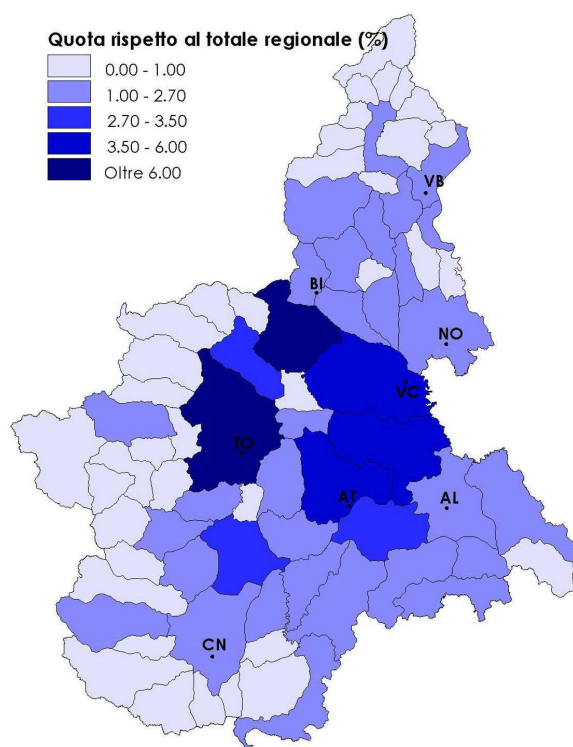 Quota rispetto al totale regionale (%)
0.00 - 1.00
1.00 - 2.70
2.70 - 3.50
3.50 - 6.00
Oltre 6.00
VB
BI
NO
VC
TO
AT
AL
CN